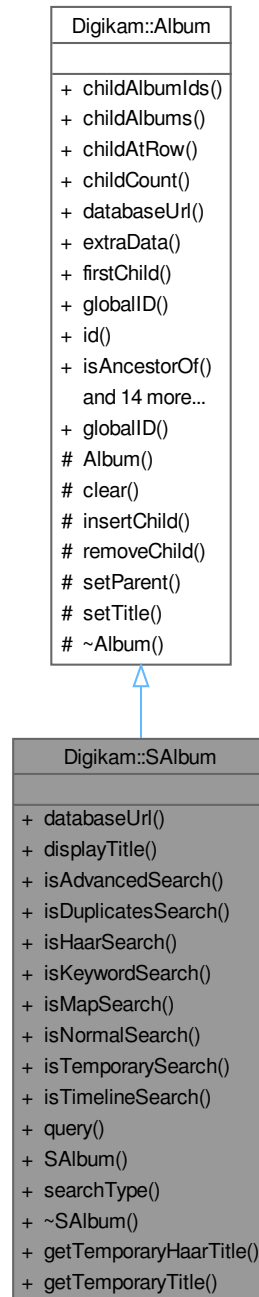 Digikam::Album
+ childAlbumIds()
+ childAlbums()
+ childAtRow()
+ childCount()
+ databaseUrl()
+ extraData()
+ firstChild()
+ globalID()
+ id()
+ isAncestorOf()
and 14 more...
+ globalID()
# Album()
# clear()
# insertChild()
# removeChild()
# setParent()
# setTitle()
# ~Album()
Digikam::SAlbum
+ databaseUrl()
+ displayTitle()
+ isAdvancedSearch()
+ isDuplicatesSearch()
+ isHaarSearch()
+ isKeywordSearch()
+ isMapSearch()
+ isNormalSearch()
+ isTemporarySearch()
+ isTimelineSearch()
+ query()
+ SAlbum()
+ searchType()
+ ~SAlbum()
+ getTemporaryHaarTitle()
+ getTemporaryTitle()